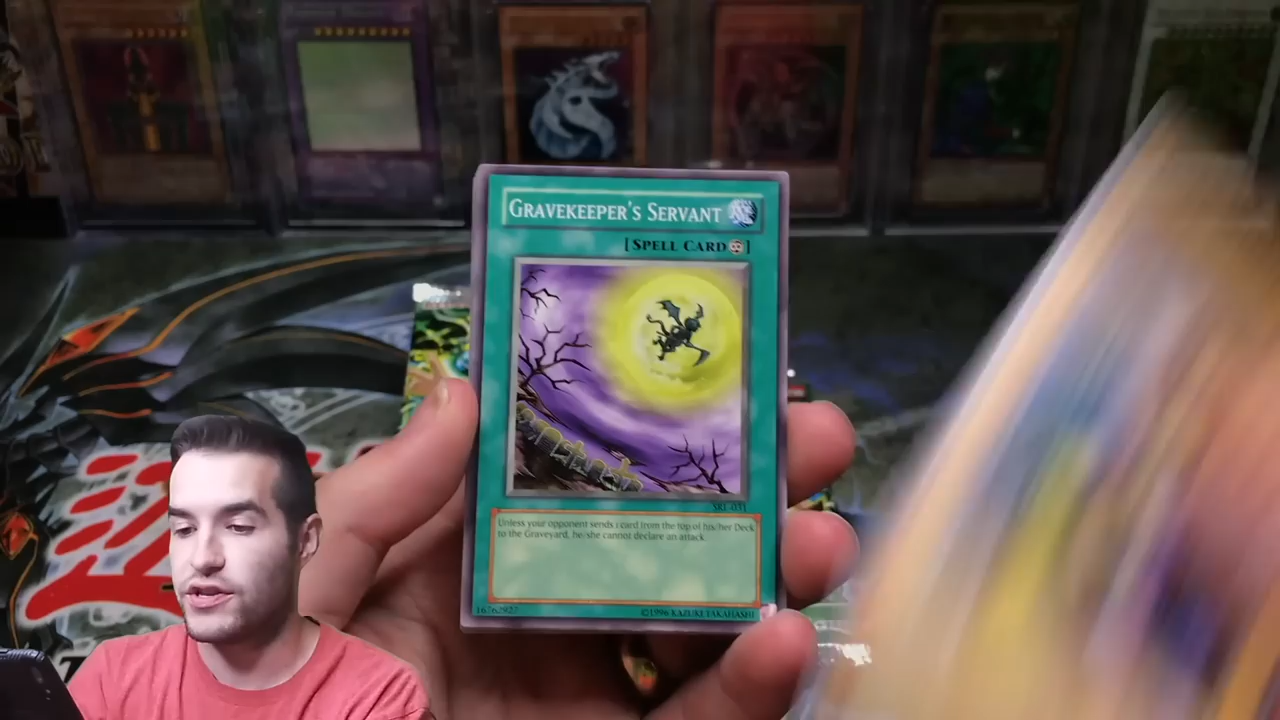 GRAVEKEEPER'S SERVANT
[SPELL CARD]
SRL-031
Unless your opponent sends 1 card from the top of his/her Deck
to the Graveyard, he/she cannot declare an attack.
16762927
©1996 KAZUKI TAKAHASHI